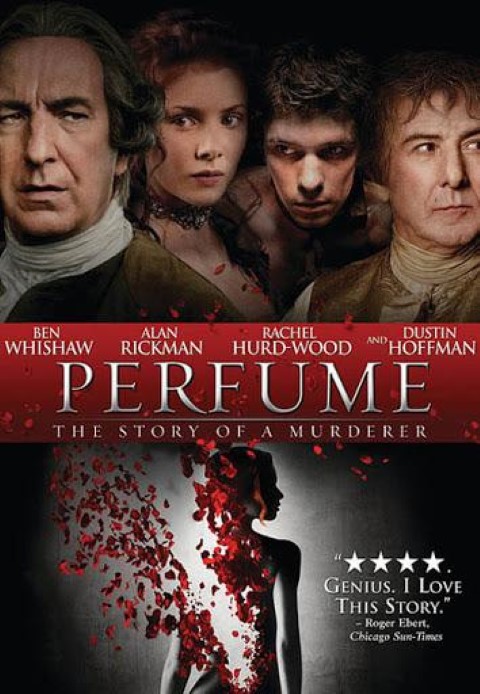 BEN WHISHAW
ALAN RICKMAN
RACHEL HURD-WOOD
AND DUSTIN HOFFMAN
PERFUME
THE STORY OF A MURDERER
"★★★★.
GENIUS. I LOVE
THIS STORY."
– Roger Ebert,
Chicago Sun-Times